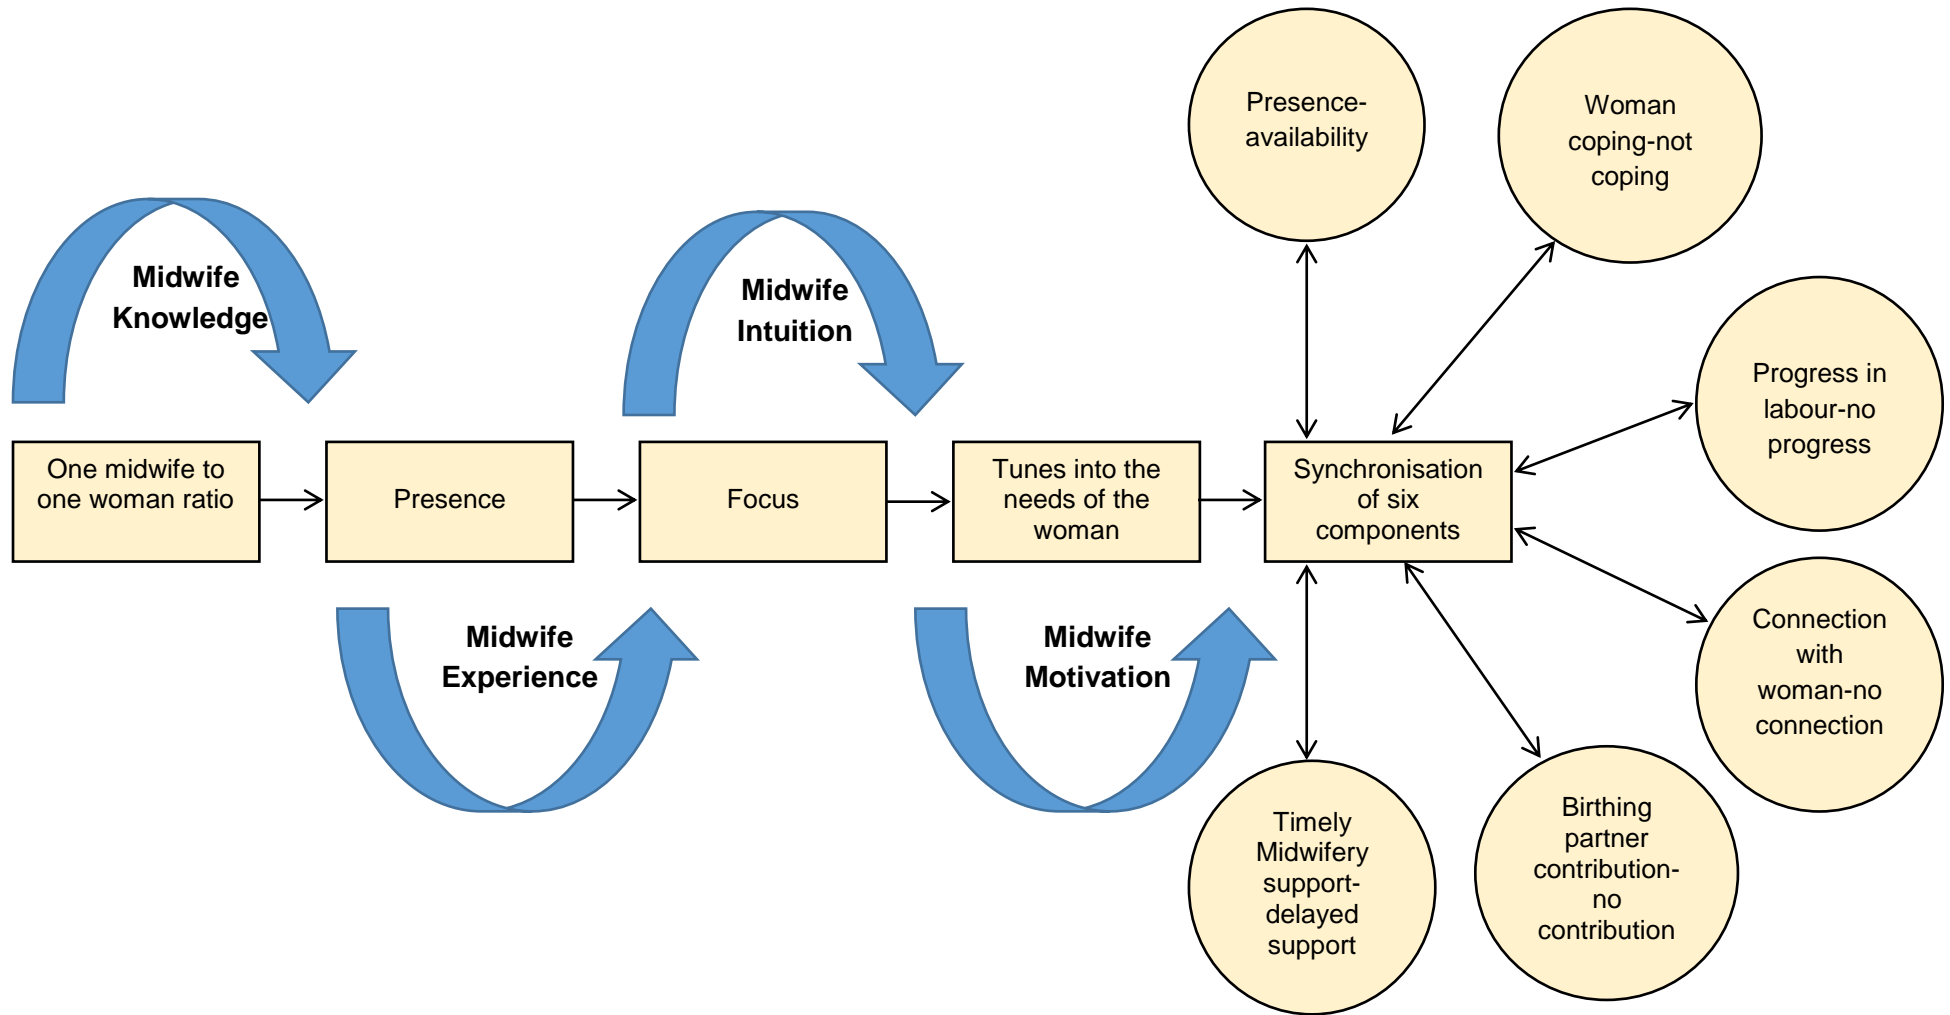 Presence-
availability
Woman
coping-not
coping
Midwife
Knowledge
Midwife
Intuition
Progress in
labour-no
progress
One midwife to
one woman ratio
Presence
Focus
Tunes into the
needs of the
woman
Synchronisation
of six
components
Midwife
Experience
Midwife
Motivation
Connection
with
woman-no
connection
Timely
Midwifery
support-
delayed
support
Birthing
partner
contribution-
no
contribution